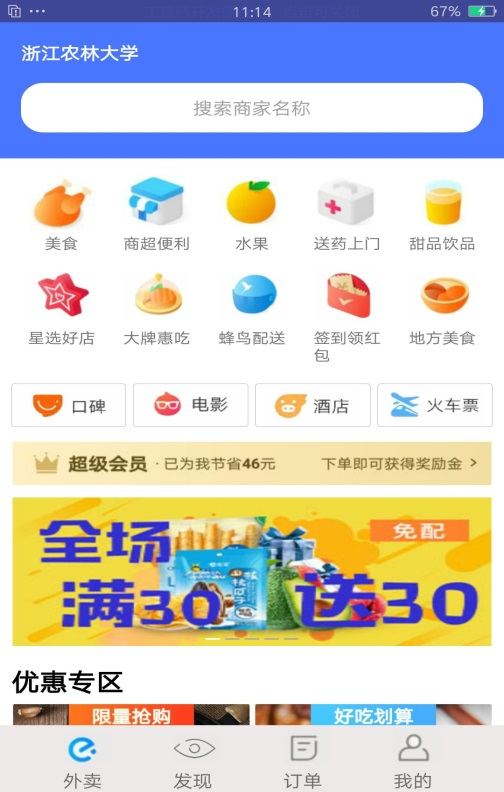 11:14
67%
浙江农林大学
搜索商家名称
美食 商超便利 水果 送药上门 甜品饮品
星选好店 大牌惠吃 蜂鸟配送 签到领红 地方美食
包
口碑 电影 酒店 火车票
超级会员 · 已为我节省46元 下单即可获得奖励金 >
免配
全场
满30 送30
优惠专区
限量抢购 好吃划算
外卖 发现 订单 我的